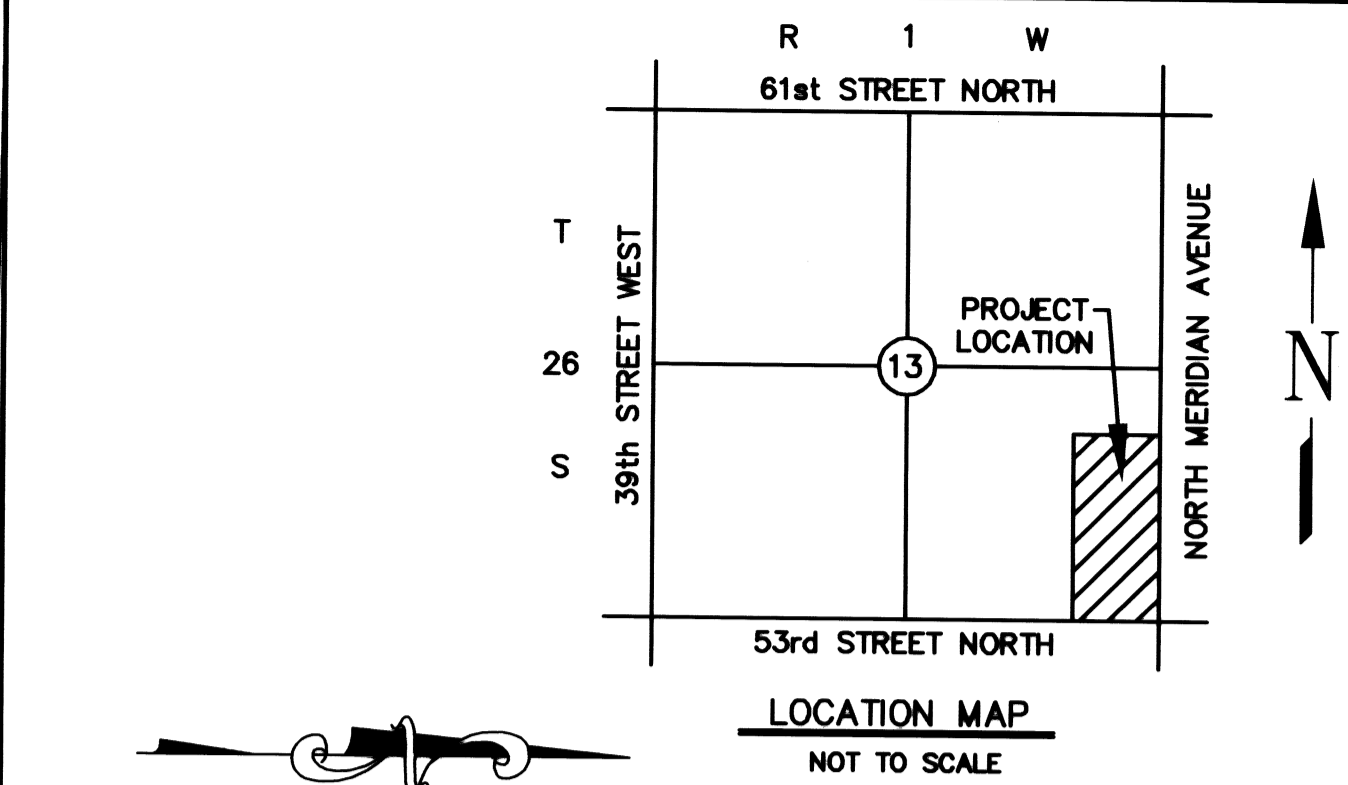 R 1 W
61st STREET NORTH
T
26
S
39th STREET WEST
PROJECT
LOCATION
13
NORTH MERIDIAN AVENUE
N
53rd STREET NORTH
LOCATION MAP
NOT TO SCALE